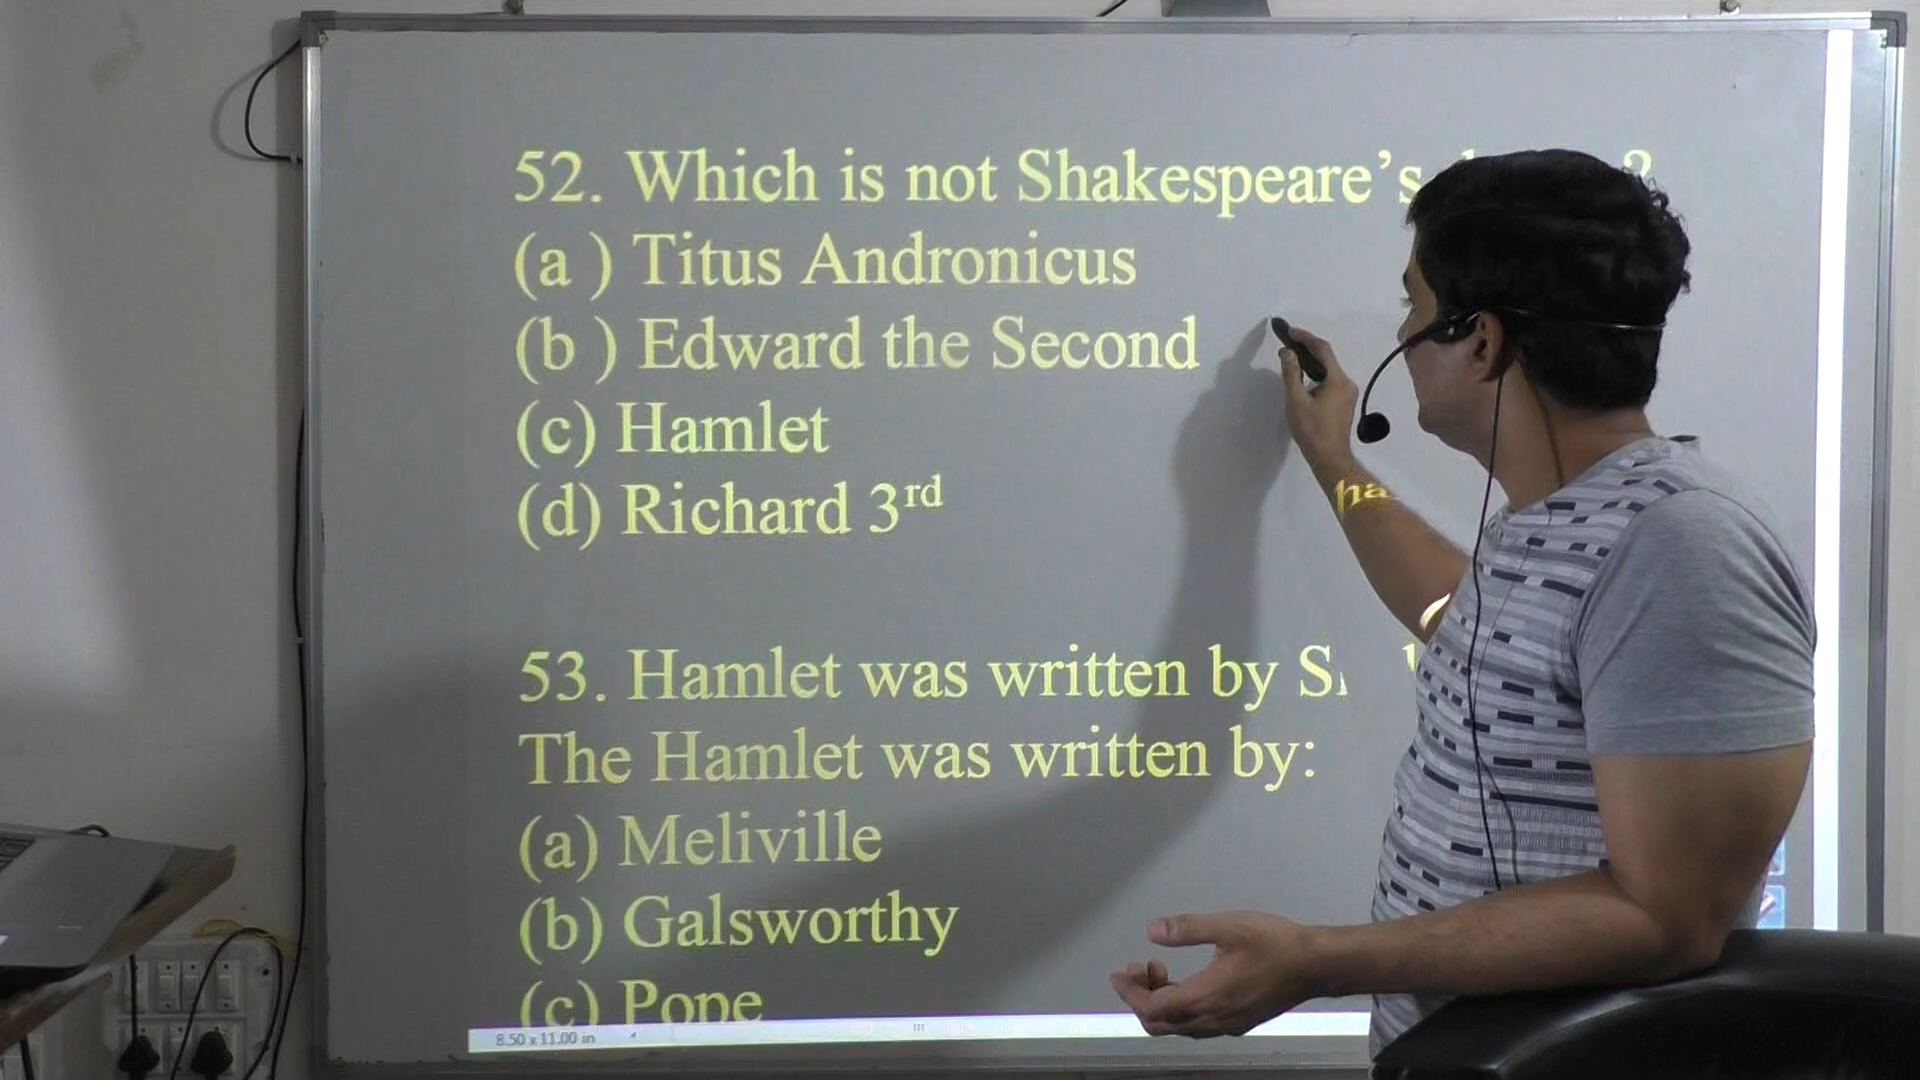 52. Which is not Shakespeare's
(a ) Titus Andronicus
(b ) Edward the Second
(c) Hamlet
(d) Richard 3rd
53. Hamlet was written by
The Hamlet was written by:
(a) Meliville
(b) Galsworthy
(c) Pope
8.50 x 11.00 in